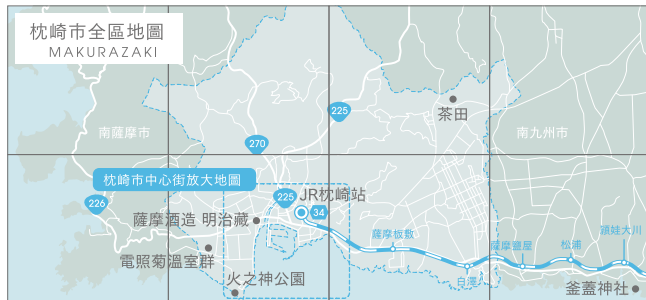 枕崎市全區地圖
MAKURAZAKI
225
茶田
南薩摩市
270
南九州市
枕崎市中心街放大地圖
226
225
JR枕崎站
34
薩摩酒造 明治藏
薩摩板敷
薩摩鹽屋
松浦
頴娃大川
電照菊溫室群
白澤
火之神公園
釜蓋神社